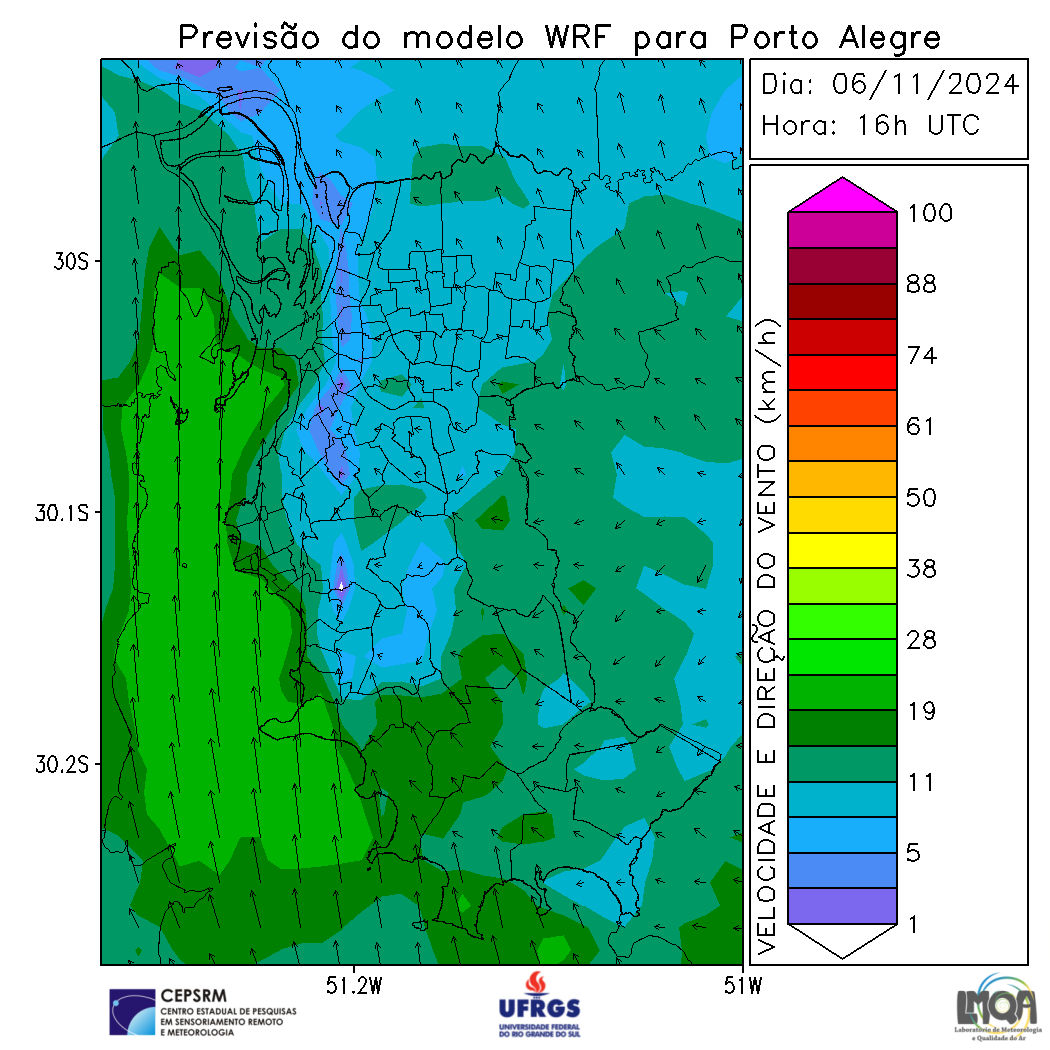 Previsão do modelo WRF para Porto Alegre
Dia: 06/11/2024
Hora: 16h UTC
30S
30.1S
30.2S
51.2W
51W
VELOCIDADE E DIREÇÃO DO VENTO (km/h)
100
88
74
61
50
38
28
19
11
5
1
CEPSRM
CENTRO ESTADUAL DE PESQUISAS
EM SENSORIAMENTO REMOTO
E METEOROLOGIA
UFRGS
UNIVERSIDADE FEDERAL
DO RIO GRANDE DO SUL
LMQA
Laboratório de Meteorologia
e Qualidade do Ar